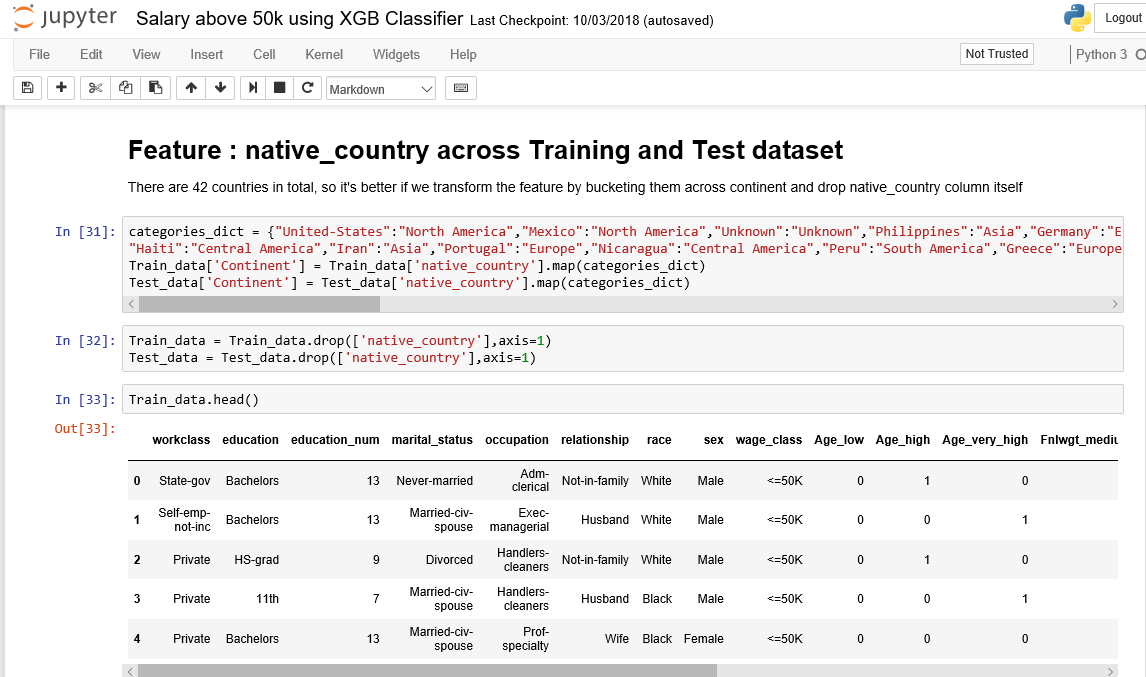 jupyter Salary above 50k using XGB Classifier Last Checkpoint: 10/03/2018 (autosaved) Logout
File Edit View Insert Cell Kernel Widgets Help Not Trusted Python 3
Markdown
Feature : native_country across Training and Test dataset
There are 42 countries in total, so it's better if we transform the feature by bucketing them across continent and drop native_country column itself
In [31]: categories_dict = {"United-States":"North America","Mexico":"North America","Unknown":"Unknown","Philippines":"Asia","Germany":"E
"Haiti":"Central America","Iran":"Asia","Portugal":"Europe","Nicaragua":"Central America","Peru":"South America","Greece":"Europe
Train_data['Continent'] = Train_data['native_country'].map(categories_dict)
Test_data['Continent'] = Test_data['native_country'].map(categories_dict)
In [32]: Train_data = Train_data.drop(['native_country'],axis=1)
Test_data = Test_data.drop(['native_country'],axis=1)
In [33]: Train_data.head()
Out[33]:
workclass education education_num marital_status occupation relationship race sex wage_class Age_low Age_high Age_very_high Fnlwgt_mediu
0 State-gov Bachelors 13 Never-married Adm-
clerical Not-in-family White Male <=50K 0 1 0
1 Self-emp-
not-inc Bachelors 13 Married-civ-
spouse Exec-
managerial Husband White Male <=50K 0 0 1
2 Private HS-grad 9 Divorced Handlers-
cleaners Not-in-family White Male <=50K 0 1 0
3 Private 11th 7 Married-civ-
spouse Handlers-
cleaners Husband Black Male <=50K 0 0 1
4 Private Bachelors 13 Married-civ-
spouse Prof-
specialty Wife Black Female <=50K 0 0 0